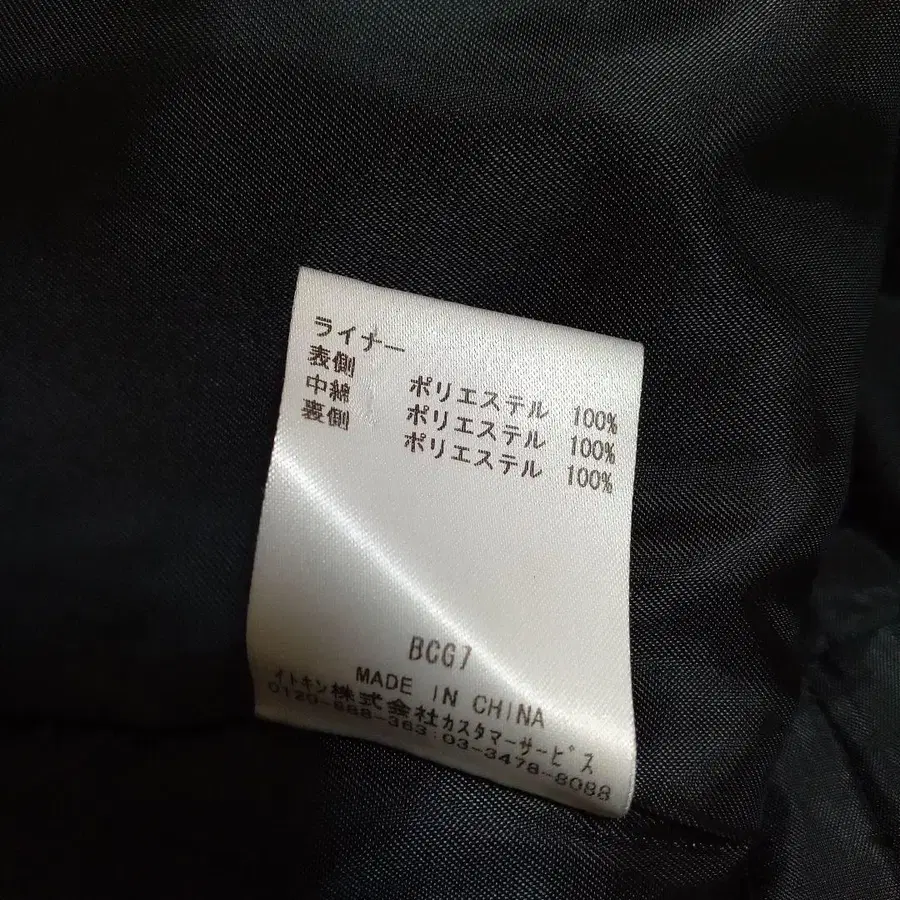 ライナー
表側 ポリエステル 100%
中綿 ポリエステル 100%
裏側 ポリエステル 100%
BCG7
MADE IN CHINA
イトキン株式会社カスタマーサービス
0120-888-363:03-3478-8088